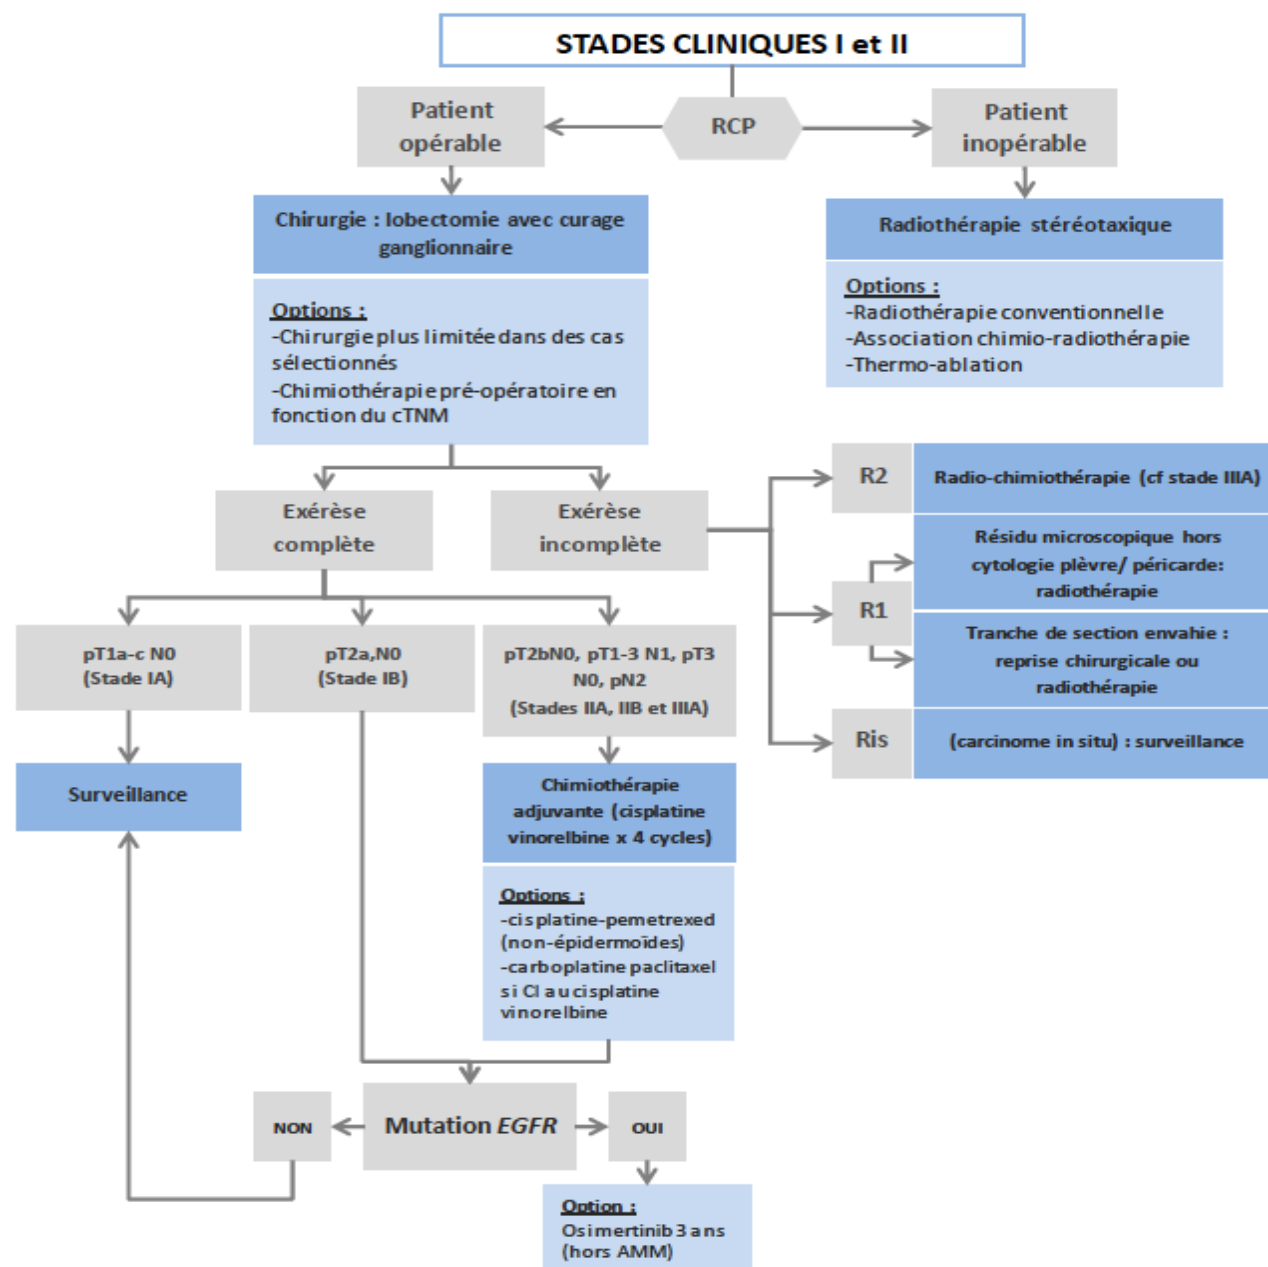 STADES CLINIQUES I et II
Patient
opérable
RCP
Patient
inopérable
Chirurgie : lobectomie avec curage
ganglionnaire
Options :
-Chirurgie plus limitée dans des cas
sélectionnés
-Chimiothérapie pré-opératoire en
fonction du cTNM
Radiothérapie stéréotaxique
Options :
-Radiothérapie conventionnelle
-Association chimio-radiothérapie
-Thermo-ablation
Exérèse
complète
Exérèse
incomplète
R2
Radio-chimiothérapie (cf stade IIIA)
R1
Résidu microscopique hors
cytologie plèvre/ péricarde:
radiothérapie
Tranche de section envahie :
reprise chirurgicale ou
radiothérapie
Ris
(carcinome in situ) : surveillance
pT1a-c N0
(Stade IA)
pT2a,N0
(Stade IB)
pT2bN0, pT1-3 N1, pT3
N0, pN2
(Stades IIA, IIB et IIIA)
Surveillance
Chimiothérapie
adjuvante (cisplatine
vinorelbine x 4 cycles)
Options :
-cisplatine-pemetrexed
(non-épidermoïdes)
-carboplatine paclitaxel
si CI au cisplatine
vinorelbine
NON
Mutation EGFR
OUI
Option :
Osimertinib 3 ans
(hors AMM)